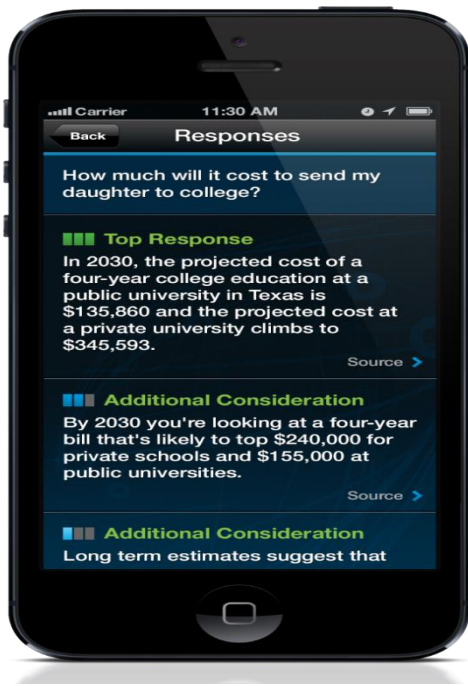 Carrier
11:30 AM
Back
Responses
How much will it cost to send my
daughter to college?
Top Response
In 2030, the projected cost of a
four-year college education at a
public university in Texas is
$135,860 and the projected cost at
a private university climbs to
$345,593.
Source
Additional Consideration
By 2030 you're looking at a four-year
bill that's likely to top $240,000 for
private schools and $155,000 at
public universities.
Source
Additional Consideration
Long term estimates suggest that